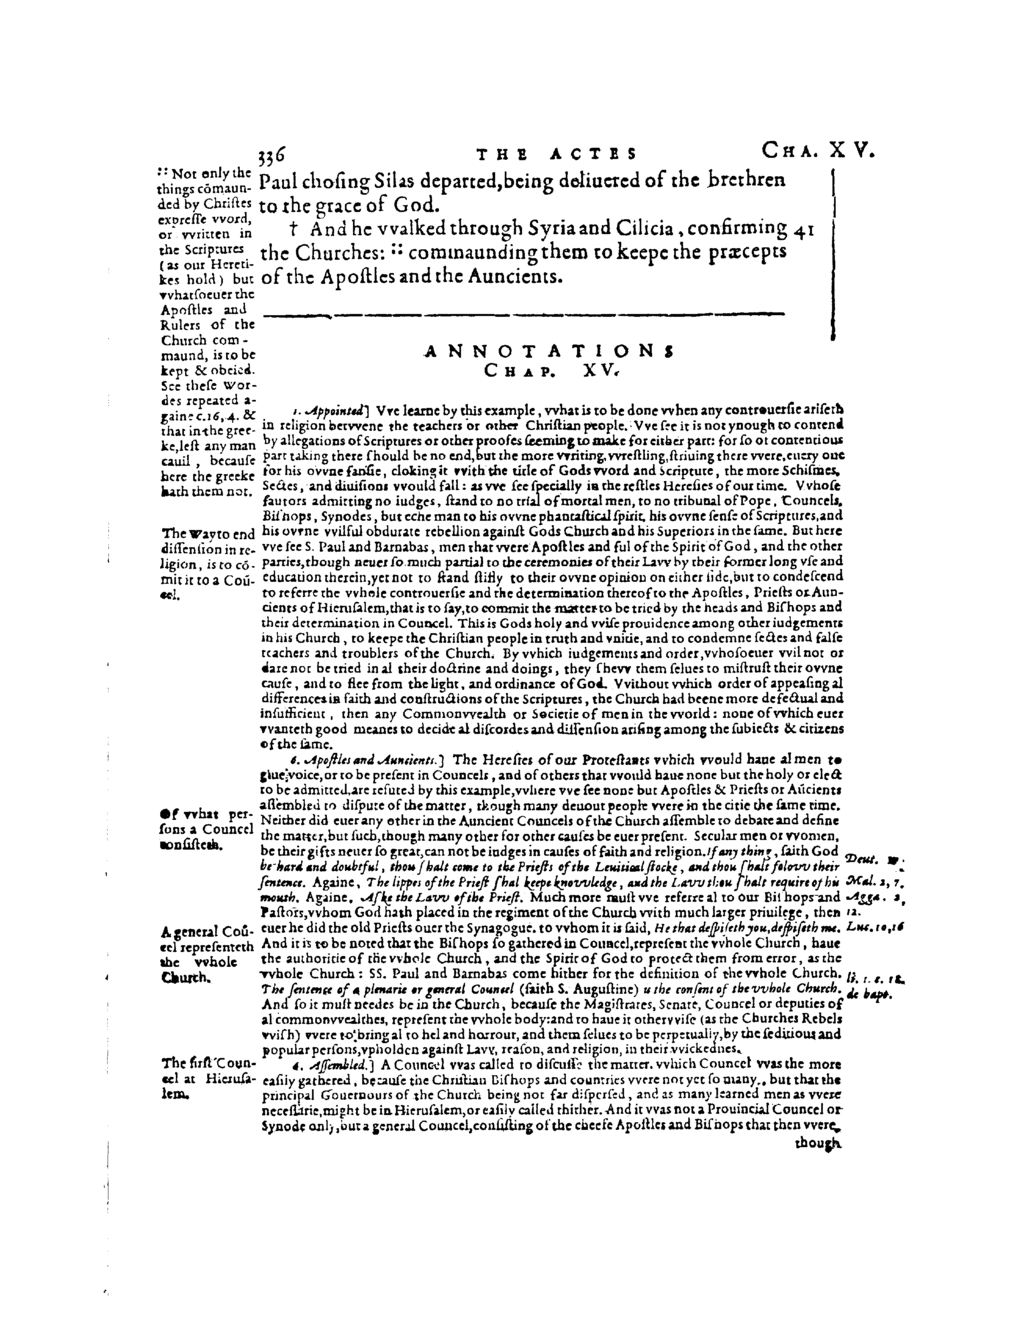 336 THE ACTES CHA. XV.
Paul choſing Silas departed, being deliuered of the brethren
to the grace of God.
† And he vvalked through Syria and Cilicia, confirming 41
the Churches: :: commaunding them to keepe the præcepts
of the Apoſtles and the Auncients.
:: Not only the
things cōmaun-
ded by Chriſtes
expreſſe vvord,
or vvritten in
the Scriptures
(as our Hereti-
kes hold) but
vvhatſoeuer the
Apoſtles and
Rulers of the
Church com-
maund, is to be
kept & obeied.
See theſe wor-
des repeated a-
gaine c.16, 4. &
that in the gree-
ke, leſt any man
cauil, becauſe
here the greeke
hath them not.
ANNOTATIONS
CHAP. XV.
1. Appointed] Vve learne by this example, vvhat is to be done vvhen any controuerſie ariſeth
in religion betvvene the teachers or other Chriſtian people. Vve ſee it is not ynough to contend
by allegations of Scriptures or other proofes ſeeming to make for either part: for ſo of contentious
part taking there ſhould be no end, but the more vvriting, vvreſtling, ſtriuing there vvere, euery one
for his ovvne fanſie, cloking it vvith the title of Gods vvord and Scripture, the more Schiſmes,
Sectes, and diuiſions vvould fall: as vve ſee ſpecially in the reſtles Hereſies of our time. Vvhoſe
fautors admitting no iudges, ſtand to no trial of mortal men, to no tribunal of Pope, Councels,
Biſhops, Synodes, but eche man to his ovvne phantaſtical ſpirit, his ovvne ſenſe of Scriptures, and
his ovvne vvilful obdurate rebellion againſt Gods Church and his Superiors in the ſame. But here
vve ſee S. Paul and Barnabas, men that vvere Apoſtles and ful of the Spirit of God, and the other
parties, though neuer ſo much partial to the ceremonies of their Lavv by their former long vſe and
education therein, yet not to ſtand ſtifly to their ovvne opinion on either ſide, but to condeſcend
to referre the vvhole controuerſie and the determination thereof to the Apoſtles, Prieſts or Aun-
cients of Hieruſalem, that is to ſay, to commit the matter to be tried by the heads and Biſhops and
their determination in Councel. This is Gods holy and vviſe prouidence among other iudgements
in his Church, to keepe the Chriſtian people in truth and vnitie, and to condemne ſectes and falſe
teachers and troublers of the Church. By vvhich iudgements and order, vvhoſoeuer vvil not or
dare not be tried in al their doctrine and doings, they ſhevv them ſelues to miſtruſt their ovvne
cauſe, and to flee from the light, and ordinance of God. Vvithout vvhich order of appeaſing al
differences in faith and conſtructions of the Scriptures, the Church had beene more defectual and
inſufficient, then any Commonvvealth or Societie of men in the vvorld: none of vvhich euer
vvanteth good meanes to decide al diſcordes and diſſenſion ariſing among the ſubiects & citizens
of the ſame.
The way to end
diſſenſion in re-
ligion, is to cō-
mit it to a Coū-
cel.
6. Apoſtles and Auncients.] The Hereſies of our Proteſtants vvhich vvould haue al men to
giue voice, or to be preſent in Councels, and of others that vvould haue none but the holy or elect
to be admitted, are refuted by this example, vvhere vve ſee none but Apoſtles & Prieſts or Aūcients
aſſembled to diſpute of the matter, though many deuout people vvere in the citie the ſame time.
Neither did euer any other in the Auncient Councels of the Church aſſemble to debate and define
the matter, but ſuch, though many other for other cauſes be euer preſent. Secular men or vvomen,
be their gifts neuer ſo great, can not be iudges in cauſes of faith and religion. If any thing, ſaith God
be hard and doubtful, thou ſhalt come to the Prieſts of the Leuitical ſtocke, and thou ſhalt folovv their
ſentence. Againe, The lippes of the Prieſt ſhal keepe knovvledge, and the Lavv thou ſhalt require of his
mouth. Againe, Aſke the Lavv of the Prieſt. Much more muſt vve referre al to our Biſhops and
Paſtors, vvhom God hath placed in the regiment of the Church vvith much larger priuilege, then
euer he did the old Prieſts ouer the Synagogue. to vvhom it is ſaid, He that deſpiſeth you, deſpiſeth me.
And it is to be noted that the Biſhops ſo gathered in Councel, repreſent the vvhole Church, haue
the authoritie of the vvhole Church, and the Spirit of God to protect them from error, as the
vvhole Church: SS. Paul and Barnabas come hither for the definition of the vvhole Church.
The ſentence of a plenarie or general Councel (ſaith S. Auguſtine) is the conſent of the vvhole Church.
And ſo it muſt needes be in the Church, becauſe the Magiſtrates, Senate, Councel or deputies of
al commonvvealthes, repreſent the vvhole body: and to haue it othervviſe (as the Churches Rebels
vviſh) vvere to bring al to hel and horrour, and them ſelues to be perpetually, by the ſeditious and
popular perſons, vpholden againſt Lavv, reaſon, and religion, in their vvickednes.
Of vvhat per-
ſons a Councel
conſiſteth.
Deut.
Mal. 2, 7.
Agga. 2,
12.
Luc. 10, 16
A general Coū-
cel repreſenteth
the vvhole
Church.
li. 1. c. 18.
de bapt.
4. Aſſembled.] A Councel vvas called to diſcuſſe the matter. vvhich Councel vvas the more
eaſily gathered, becauſe the Chriſtian Biſhops and countries vvere not yet ſo many, but that the
principal Gouernours of the Church being not far diſperſed, and as many learned men as vvere
neceſſarie, might be in Hieruſalem, or eaſily called thither. And it vvas not a Prouincial Councel or
Synode only, but a general Councel, conſiſting of the cheefe Apoſtles and Biſhops that then vvere,
The firſt Coun-
cel at Hieruſa-
lem.
though